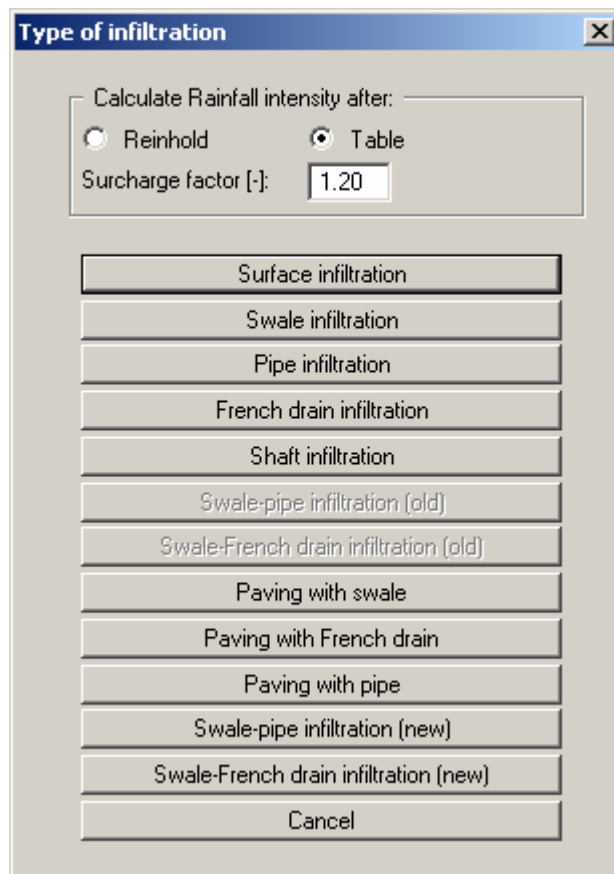 Type of infiltration
Calculate Rainfall intensity after:
Reinhold Table
Surcharge factor [-]: 1.20
Surface infiltration
Swale infiltration
Pipe infiltration
French drain infiltration
Shaft infiltration
Swale-pipe infiltration (old)
Swale-French drain infiltration (old)
Paving with swale
Paving with French drain
Paving with pipe
Swale-pipe infiltration (new)
Swale-French drain infiltration (new)
Cancel